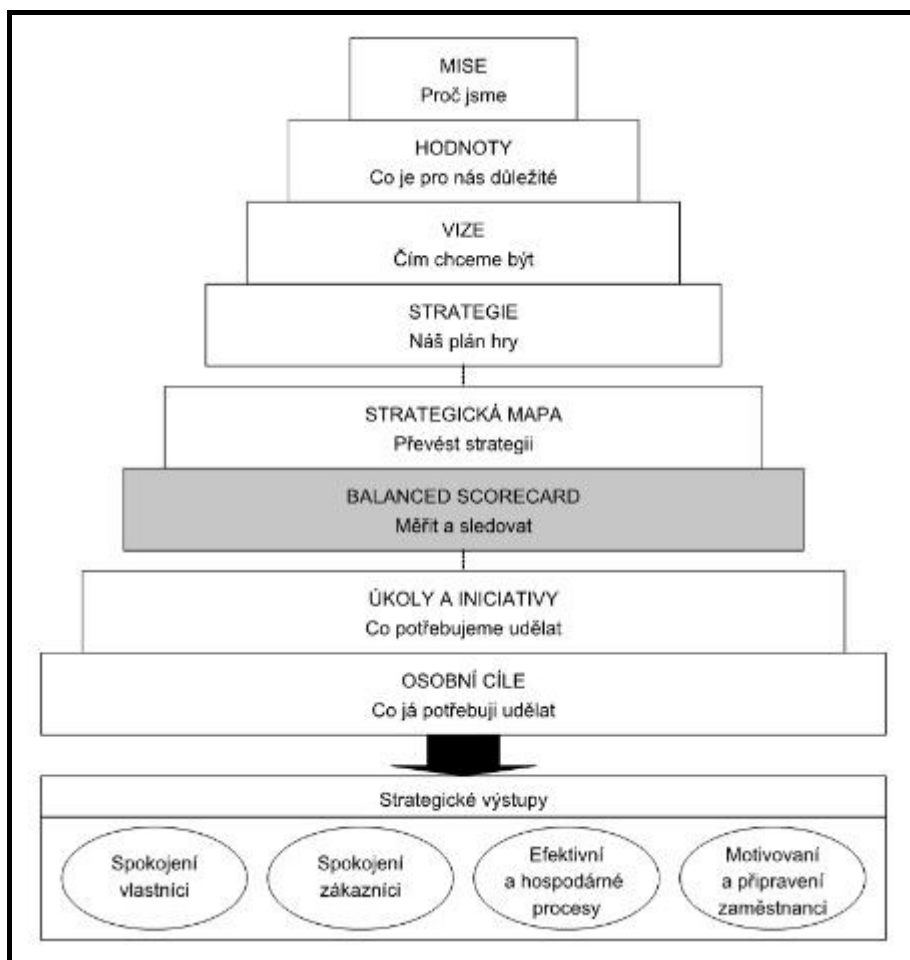 MISE
Proč jsme
HODNOTY
Co je pro nás důležité
VIZE
Čím chceme být
STRATEGIE
Náš plán hry
STRATEGICKÁ MAPA
Převést strategii
BALANCED SCORECARD
Měřit a sledovat
ÚKOLY A INICIATIVY
Co potřebujeme udělat
OSOBNÍ CÍLE
Co já potřebuji udělat
Strategické výstupy
Spokojení
vlastníci
Spokojení
zákazníci
Efektivní
a hospodárné
procesy
Motivovaní
a připravení
zaměstnanci